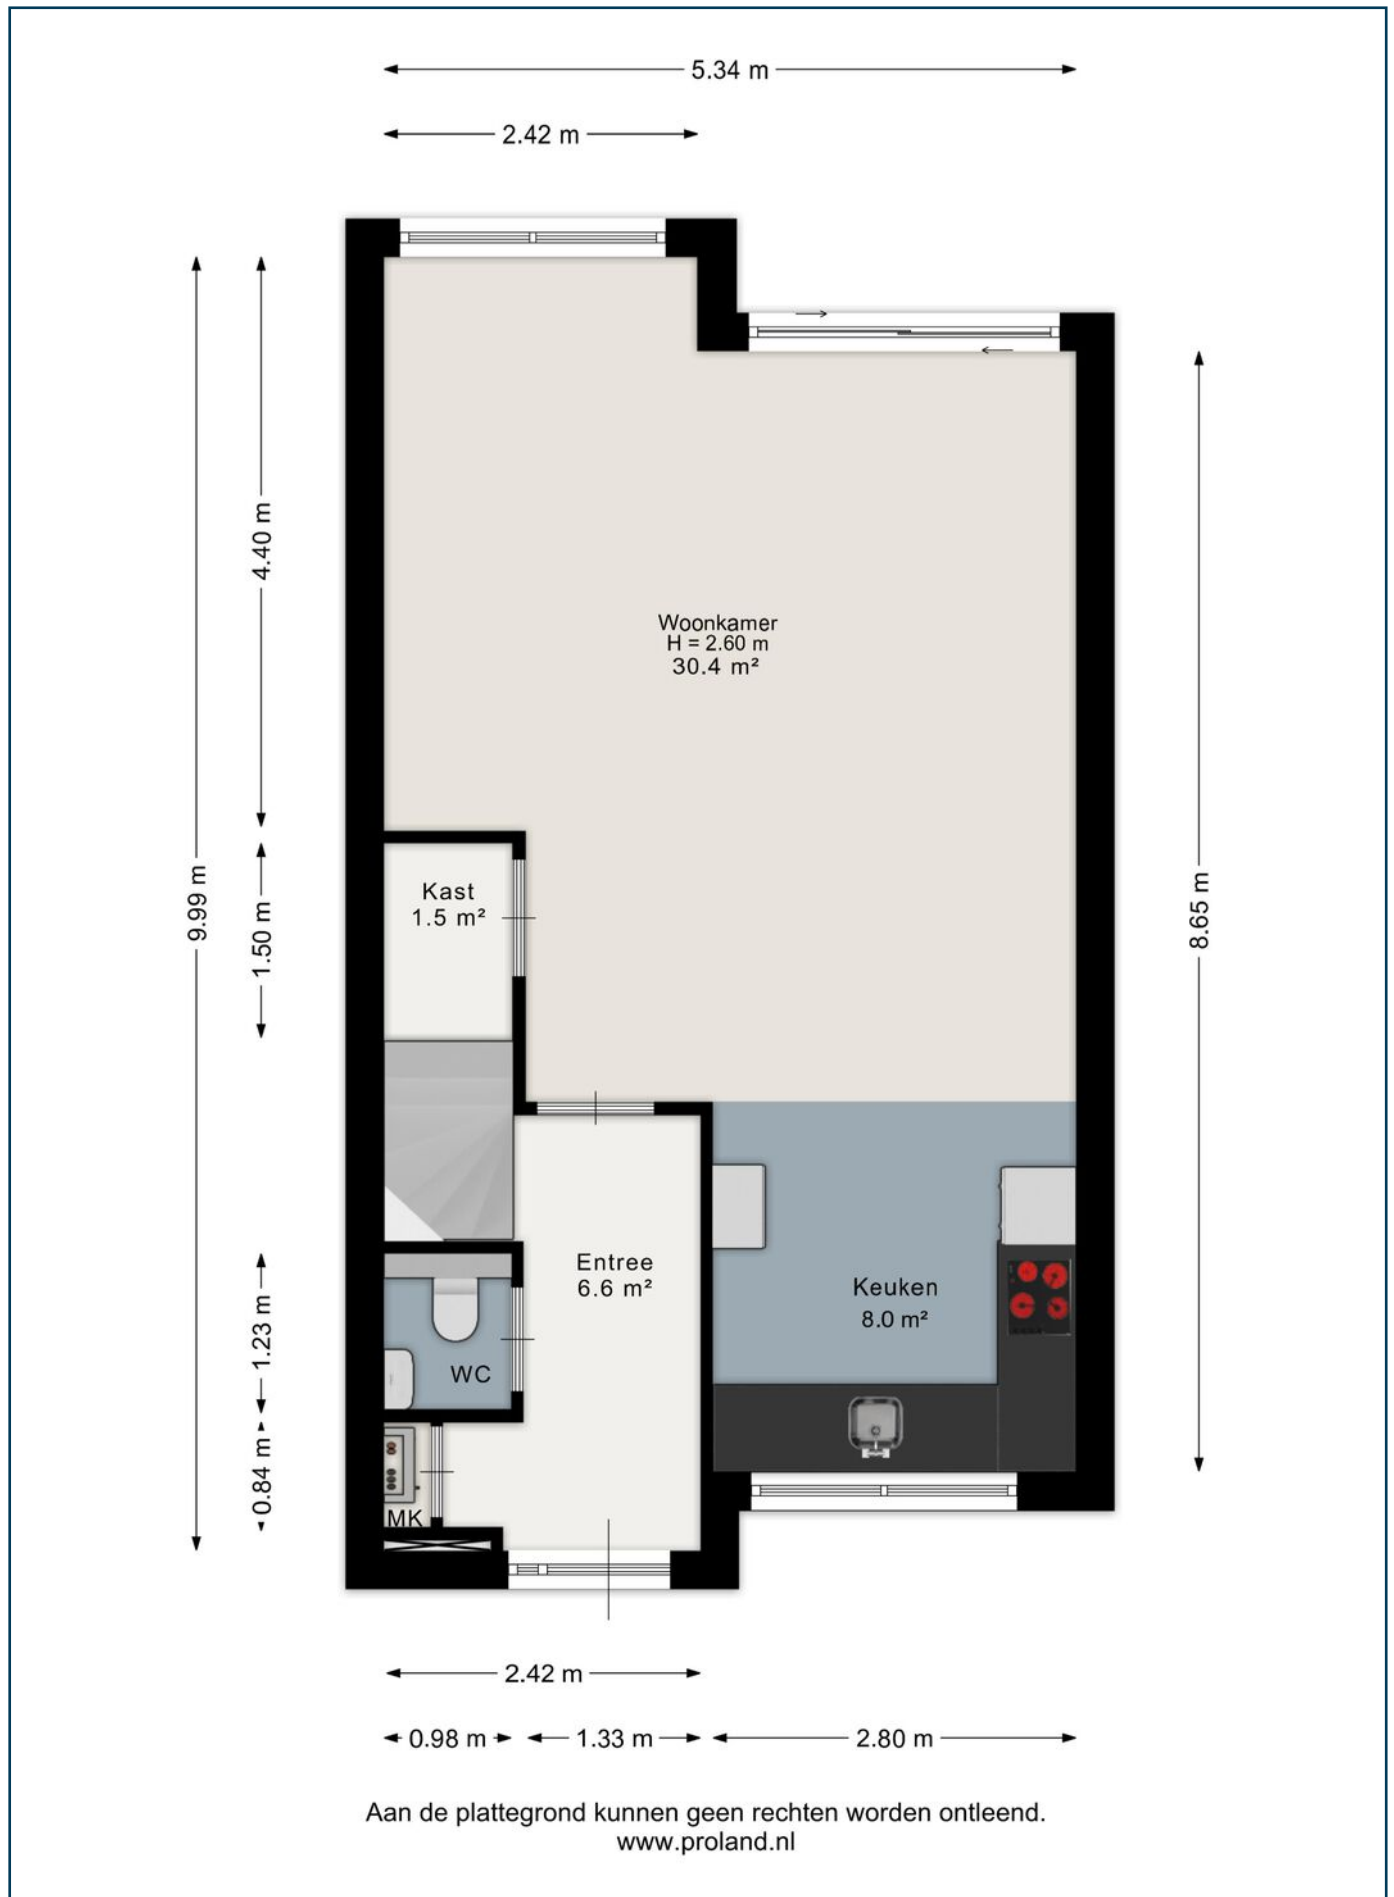 5.34 m
2.42 m
4.40 m
9.99 m
1.50 m
8.65 m
Woonkamer
H = 2.60 m
30.4 m²
Kast
1.5 m²
Entree
6.6 m²
Keuken
8.0 m²
1.23 m
WC
0.84 m
MK
2.42 m
0.98 m
1.33 m
2.80 m
Aan de plattegrond kunnen geen rechten worden ontleend.
www.proland.nl